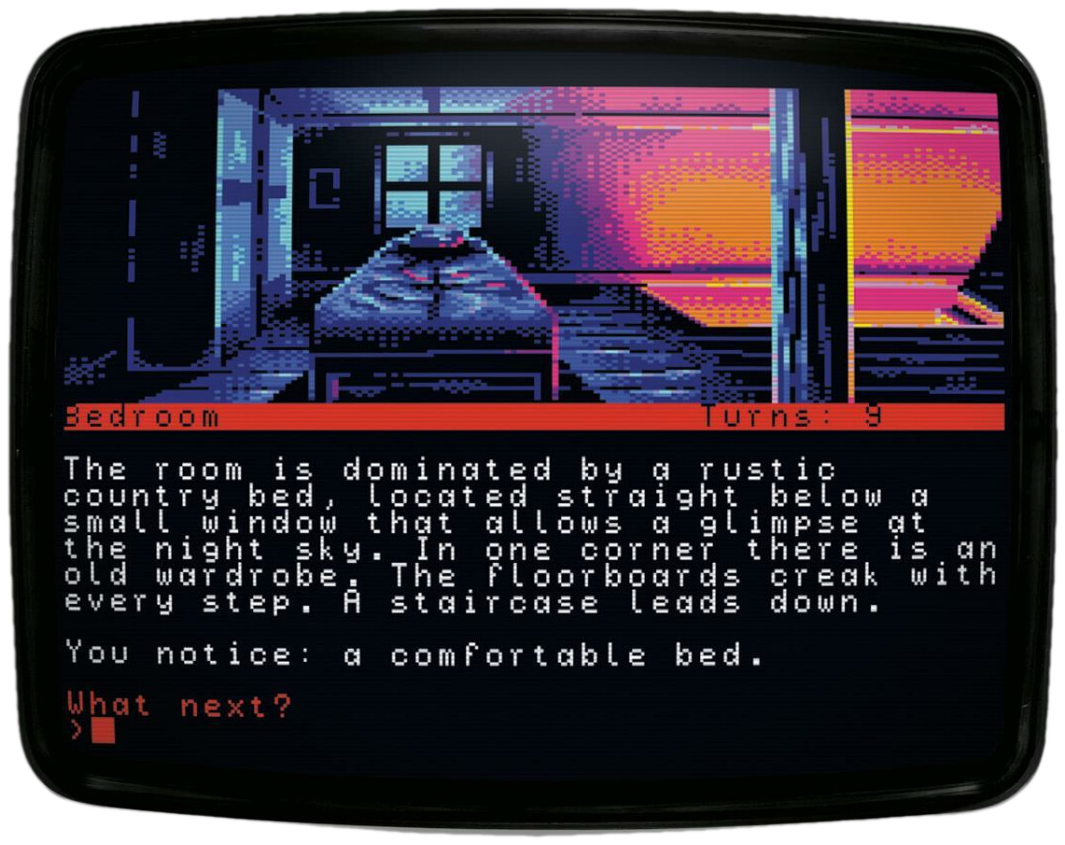 Bedroom Turns: 9
The room is dominated by a rustic
country bed, located straight below a
small window that allows a glimpse at
the night sky. In one corner there is an
old wardrobe. The floorboards creak with
every step. A staircase leads down.
You notice: a comfortable bed.
What next?
>